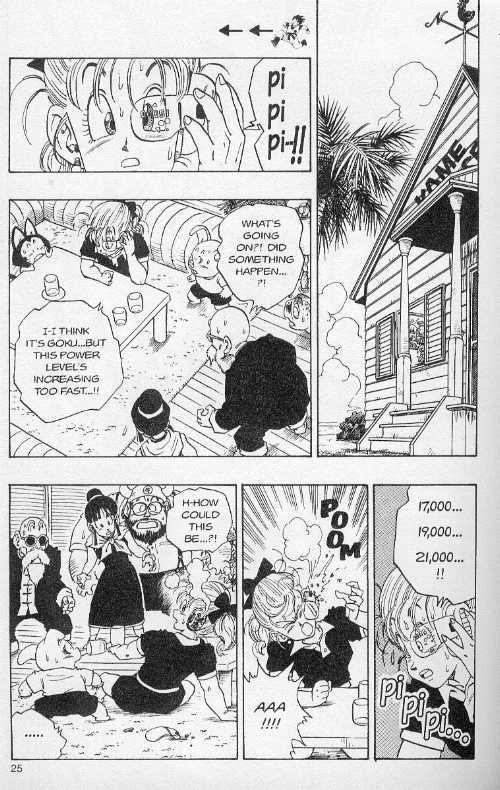 N
KAME
pi
pi
pi-!!
WHAT'S
GOING
ON?! DID
SOMETHING
HAPPEN...
?!
I-I THINK
IT'S GOKU...BUT
THIS POWER
LEVEL'S
INCREASING
TOO FAST...!!
17,000...
19,000...
21,000...
!!
pi
pi
pi...
POOM
AAA
!!!!
H-HOW
COULD
THIS
BE...?!
.....
25